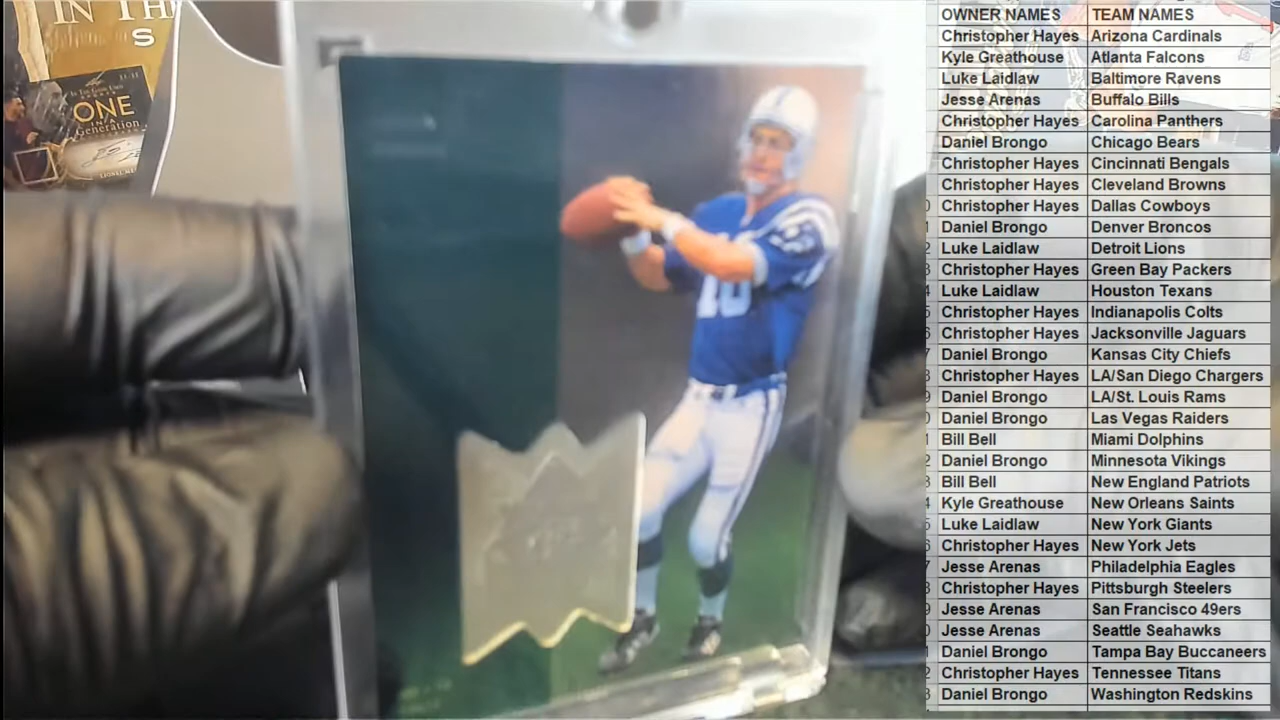 IN THE
S
ONE
IN A
Generation
OWNER NAMES TEAM NAMES
Christopher Hayes Arizona Cardinals
Kyle Greathouse Atlanta Falcons
Luke Laidlaw Baltimore Ravens
Jesse Arenas Buffalo Bills
Christopher Hayes Carolina Panthers
Daniel Brongo Chicago Bears
Christopher Hayes Cincinnati Bengals
Christopher Hayes Cleveland Browns
Christopher Hayes Dallas Cowboys
Daniel Brongo Denver Broncos
Luke Laidlaw Detroit Lions
Christopher Hayes Green Bay Packers
Luke Laidlaw Houston Texans
Christopher Hayes Indianapolis Colts
Christopher Hayes Jacksonville Jaguars
Daniel Brongo Kansas City Chiefs
Christopher Hayes LA/San Diego Chargers
Daniel Brongo LA/St. Louis Rams
Daniel Brongo Las Vegas Raiders
Bill Bell Miami Dolphins
Daniel Brongo Minnesota Vikings
Bill Bell New England Patriots
Kyle Greathouse New Orleans Saints
Luke Laidlaw New York Giants
Christopher Hayes New York Jets
Jesse Arenas Philadelphia Eagles
Christopher Hayes Pittsburgh Steelers
Jesse Arenas San Francisco 49ers
Jesse Arenas Seattle Seahawks
Daniel Brongo Tampa Bay Buccaneers
Christopher Hayes Tennessee Titans
Daniel Brongo Washington Redskins